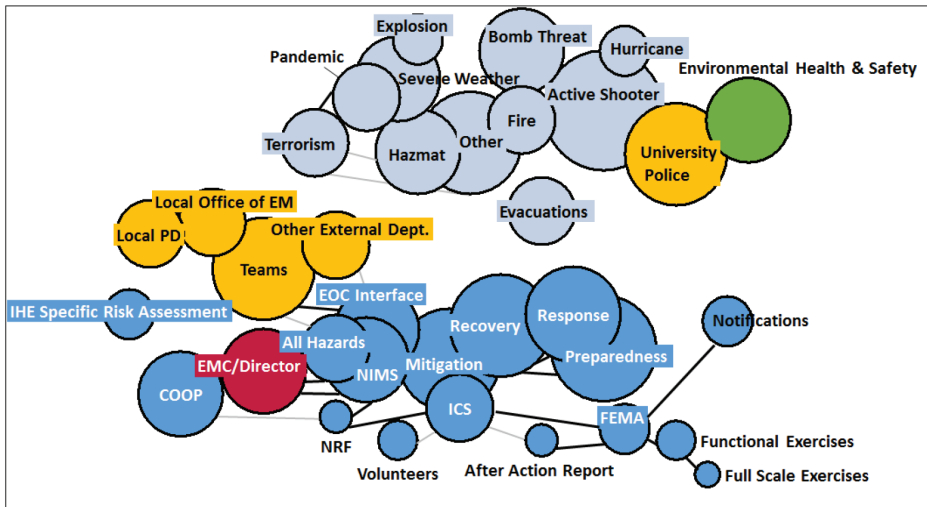 Explosion
Bomb Threat
Hurricane
Pandemic
Environmental Health & Safety
Severe Weather
Active Shooter
Fire
Terrorism
Hazmat
Other
University
Police
Local Office of EM
Evacuations
Local PD
Other External Dept.
Teams
EOC Interface
IHE Specific Risk Assessment
Recovery
Response
Notifications
All Hazards
Preparedness
EMC/Director
NIMS
Mitigation
COOP
ICS
FEMA
NRF
Functional Exercises
Volunteers
After Action Report
Full Scale Exercises